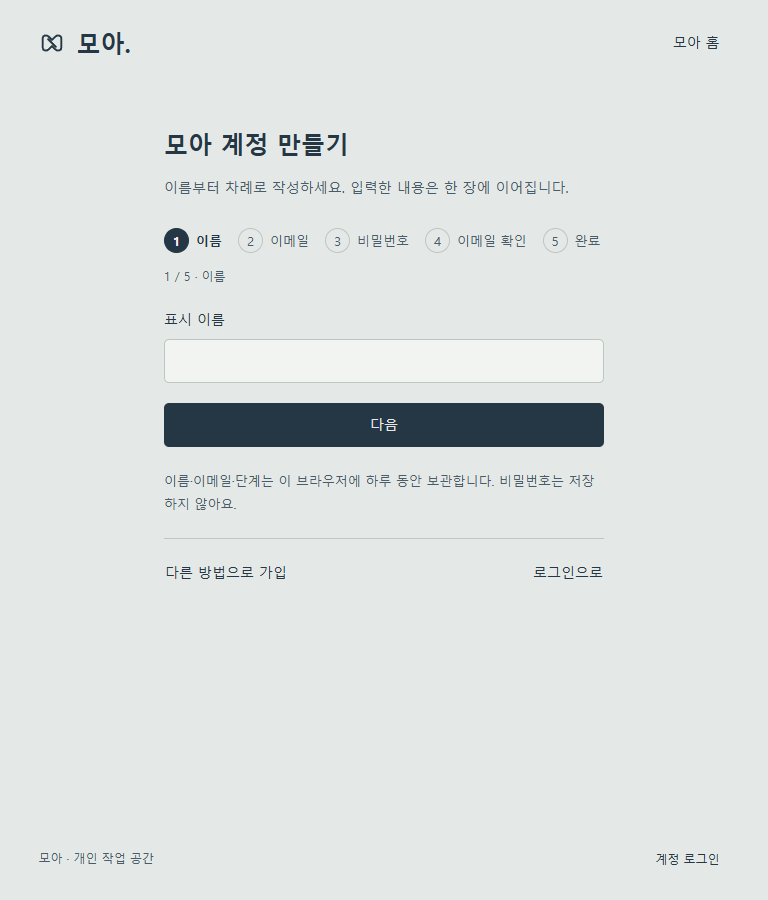 모아.
모아 홈
모아 계정 만들기
이름부터 차례로 작성하세요. 입력한 내용은 한 장에 이어집니다.
1 이름 2 이메일 3 비밀번호 4 이메일 확인 5 완료
1 / 5 · 이름
표시 이름
다음
이름·이메일·단계는 이 브라우저에 하루 동안 보관합니다. 비밀번호는 저장
하지 않아요.
다른 방법으로 가입
로그인으로
모아 · 개인 작업 공간
계정 로그인